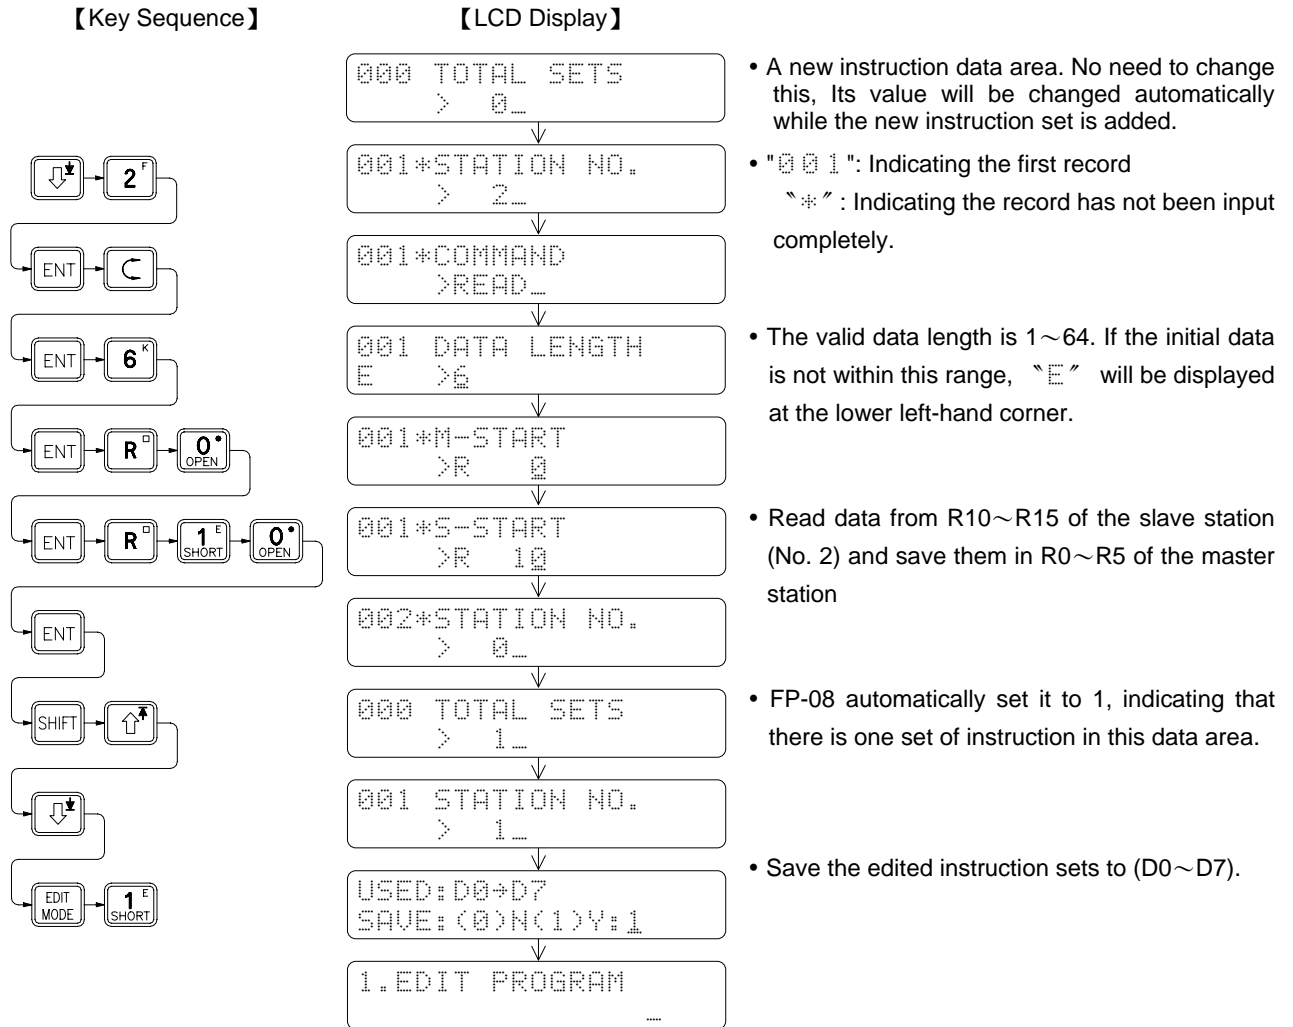 【Key Sequence】 【LCD Display】
000 TOTAL SETS
> 0_
• A new instruction data area. No need to change
this, Its value will be changed automatically
while the new instruction set is added.
2 F
001*STATION NO.
> 2_
• "001": Indicating the first record
〝*〞: Indicating the record has not been input
completely.
ENT
001*COMMAND
>READ_
ENT 6 K
001 DATA LENGTH
E >6
• The valid data length is 1～64. If the initial data
is not within this range, 〝E〞 will be displayed
at the lower left-hand corner.
ENT R 0 OPEN
001*M-START
>R 0
ENT R 1 E SHORT 0 OPEN
001*S-START
>R 10
• Read data from R10～R15 of the slave station
(No. 2) and save them in R0～R5 of the master
station
ENT
002*STATION NO.
> 0_
SHIFT
000 TOTAL SETS
> 1_
• FP-08 automatically set it to 1, indicating that
there is one set of instruction in this data area.
001 STATION NO.
> 1_
EDIT MODE 1 E SHORT
USED:D0→D7
SAVE:(0)N(1)Y:1
• Save the edited instruction sets to (D0～D7).
1.EDIT PROGRAM
_